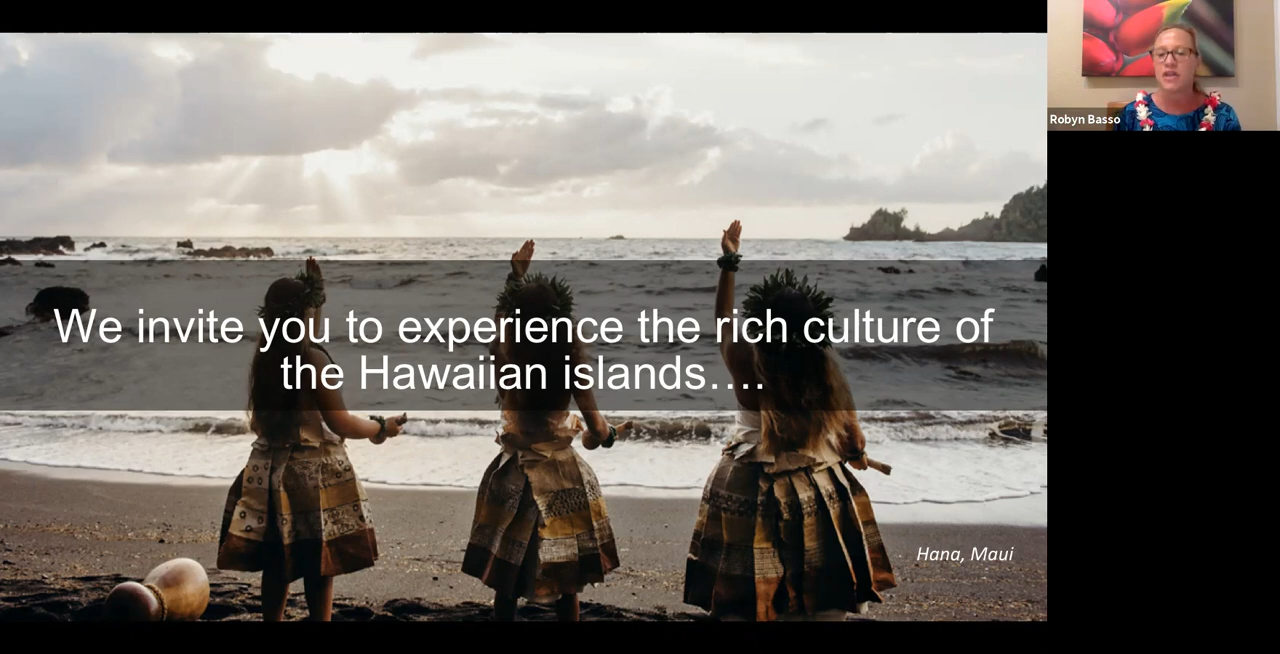 We invite you to experience the rich culture of
the Hawaiian islands….
Hana, Maui
Robyn Basso